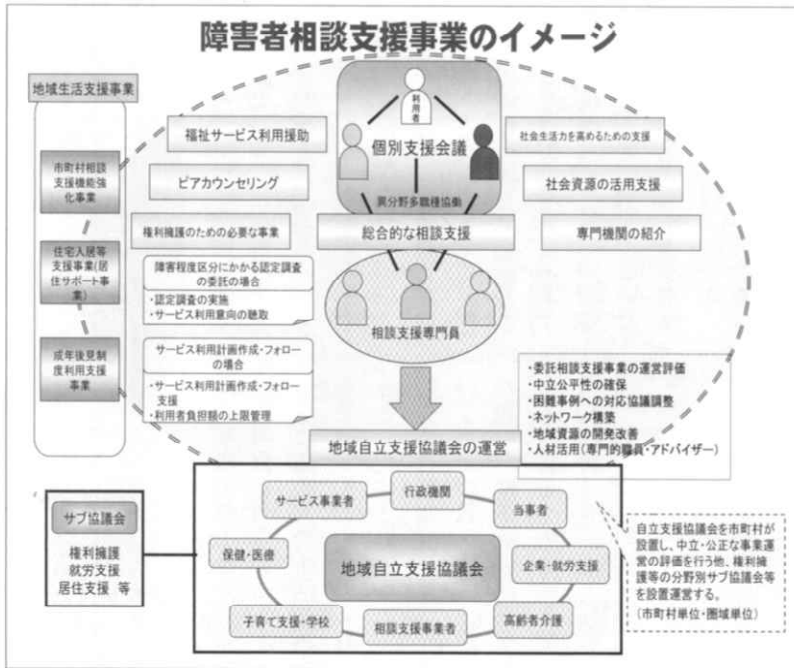 障害者相談支援事業のイメージ
地域生活支援事業
市町村相談
支援機能強
化事業
住宅入居等
支援事業(居
住サポート事
業)
成年後見制
度利用支援
事業
福祉サービス利用援助
ピアカウンセリング
権利擁護のための必要な事業
利用者
個別支援会議
異分野多職種協働
総合的な相談支援
社会生活力を高めるための支援
社会資源の活用支援
専門機関の紹介
障害程度区分にかかる認定調査
の委託の場合
・認定調査の実施
・サービス利用意向の聴取
サービス利用計画作成・フォロー
の場合
・サービス利用計画作成・フォロー
支援
・利用者負担額の上限管理
相談支援専門員
・委託相談支援事業の運営評価
・中立公平性の確保
・困難事例への対応協議調整
・ネットワーク構築
・地域資源の開発改善
・人材活用(専門的職員・アドバイザー)
地域自立支援協議会の運営
サブ協議会
権利擁護
就労支援
居住支援 等
サービス事業者
行政機関
当事者
保健・医療
地域自立支援協議会
企業・就労支援
子育て支援・学校
相談支援事業者
高齢者介護
自立支援協議会を市町村が
設置し、中立・公正な事業運
営の評価を行う他、権利擁
護等の分野別サブ協議会等
を設置運営する。
(市町村単位・圏域単位)